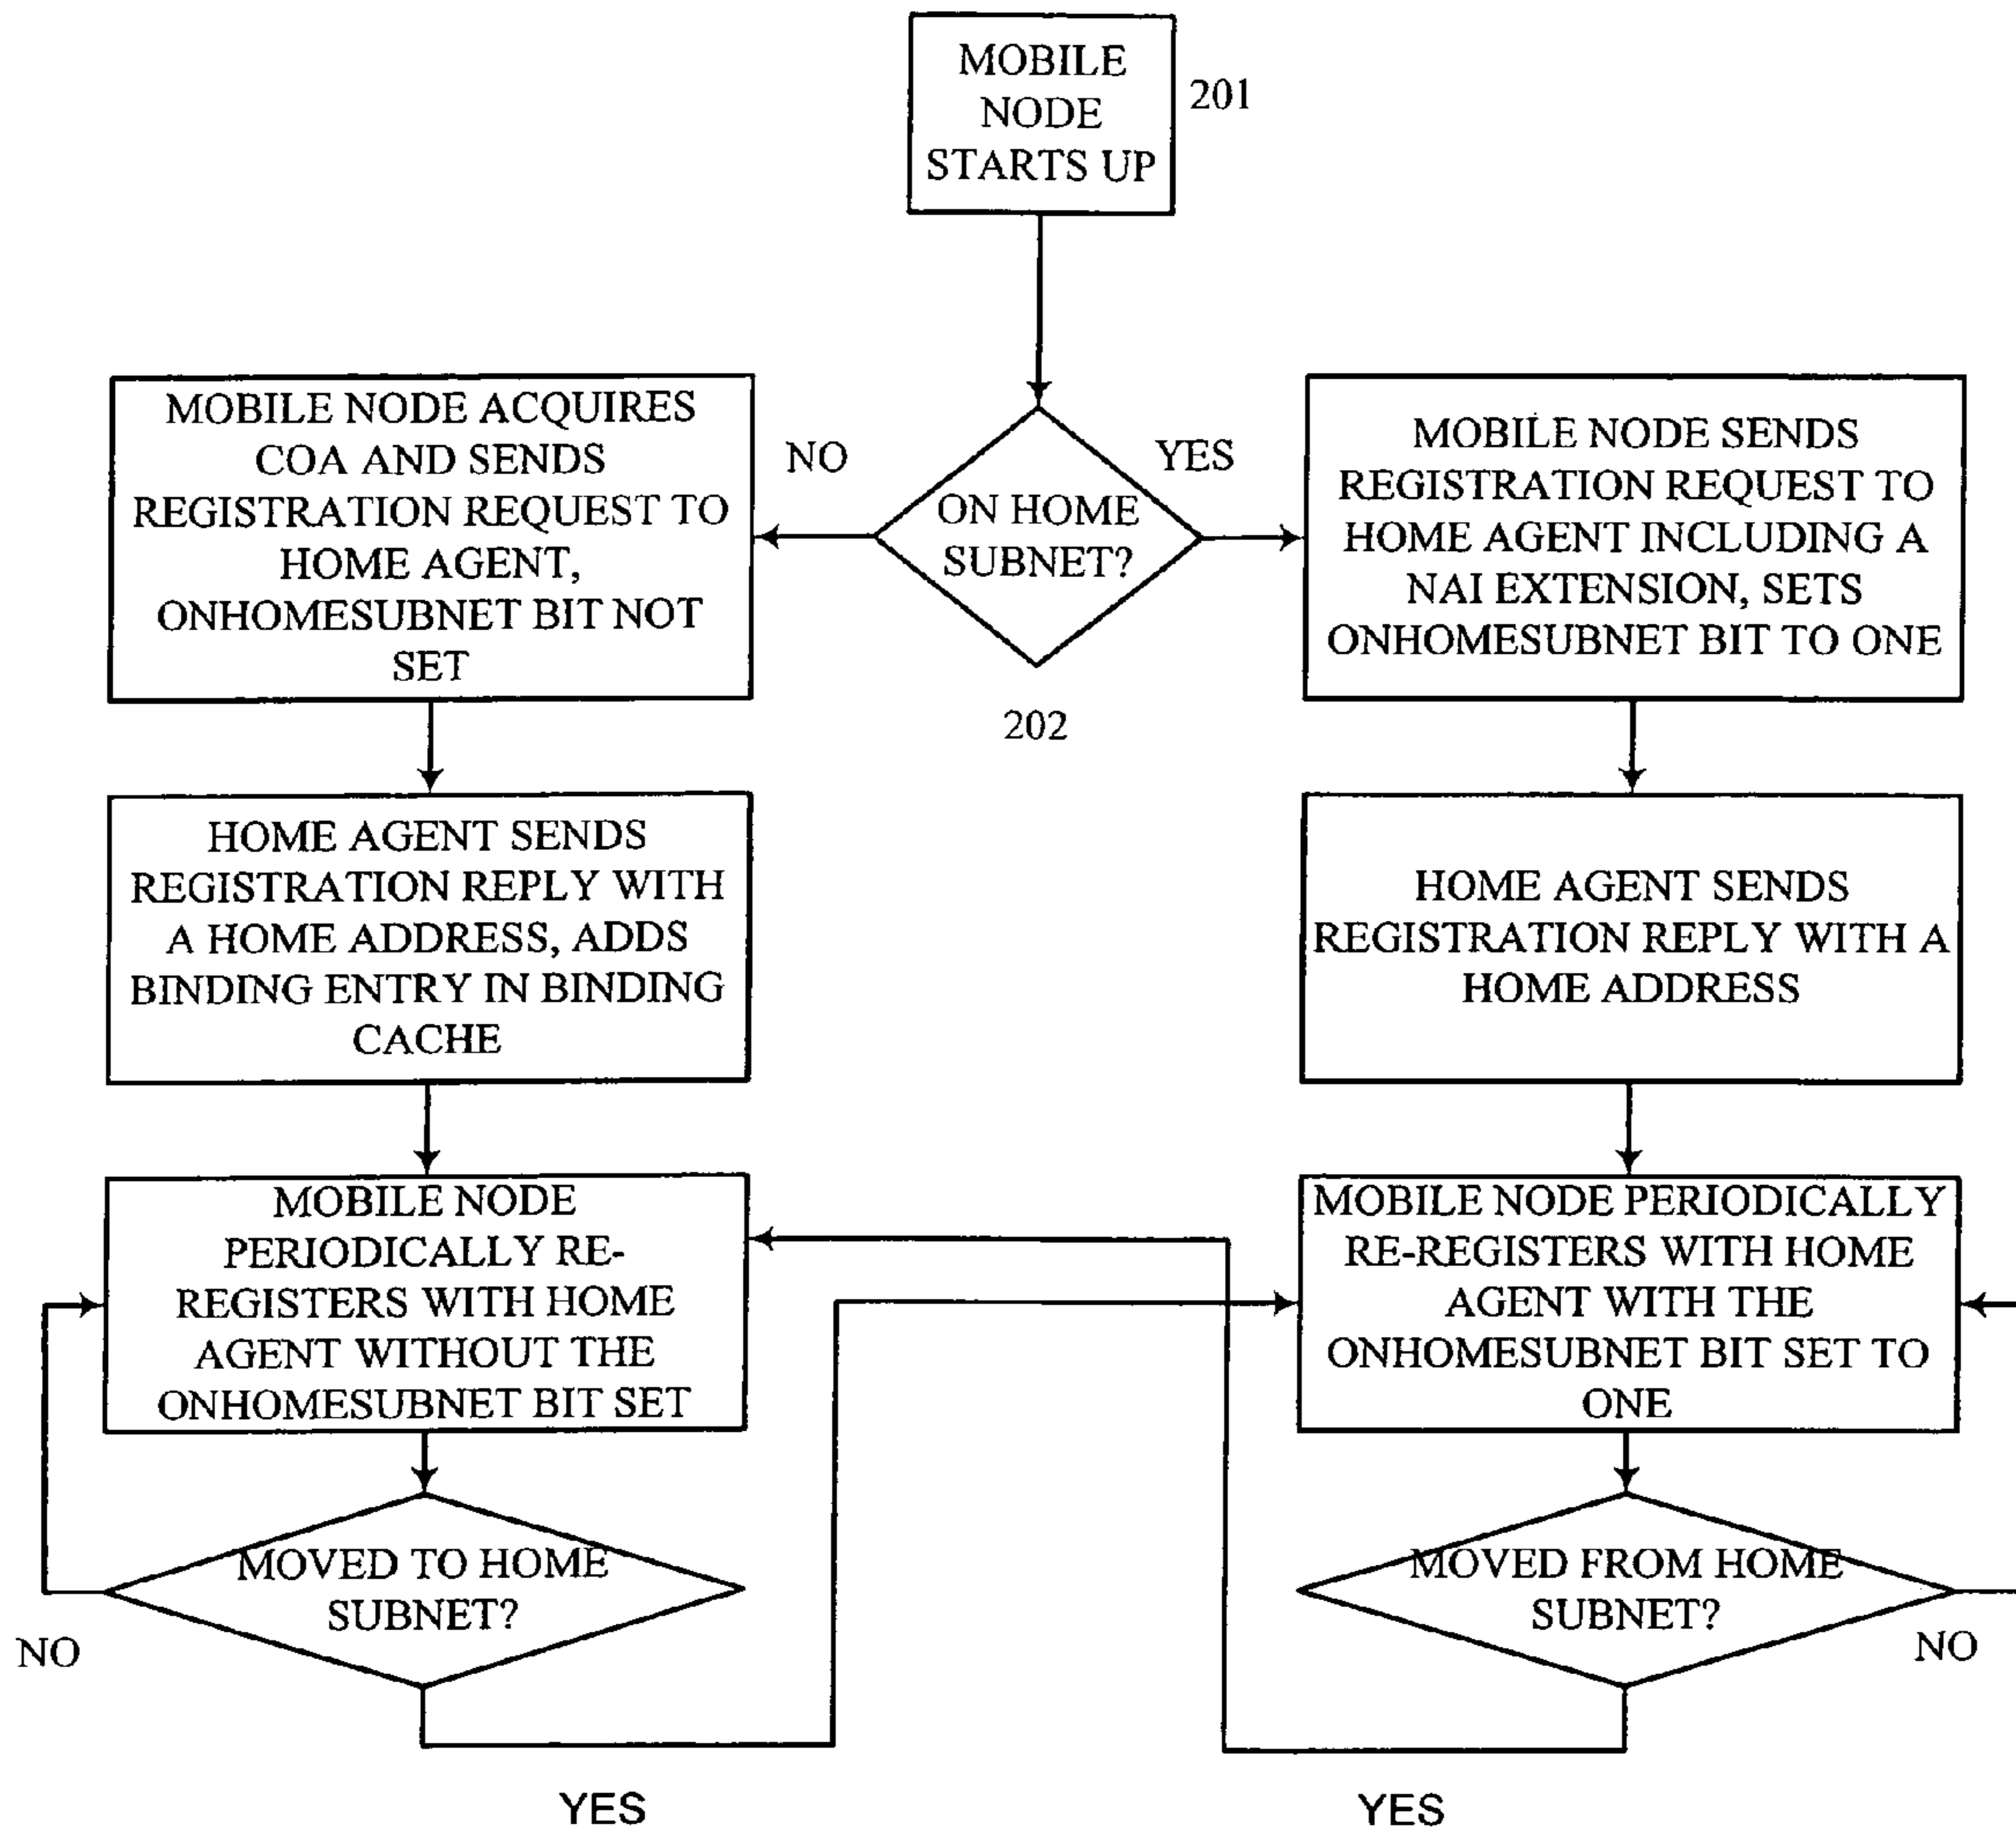 MOBILE
NODE
STARTS UP
201
MOBILE NODE ACQUIRES
COA AND SENDS
REGISTRATION REQUEST TO
HOME AGENT,
ONHOMESUBNET BIT NOT
SET
NO
ON HOME
SUBNET?
YES
202
MOBILE NODE SENDS
REGISTRATION REQUEST TO
HOME AGENT INCLUDING A
NAI EXTENSION, SETS
ONHOMESUBNET BIT TO ONE
HOME AGENT SENDS
REGISTRATION REPLY WITH
A HOME ADDRESS, ADDS
BINDING ENTRY IN BINDING
CACHE
HOME AGENT SENDS
REGISTRATION REPLY WITH A
HOME ADDRESS
MOBILE NODE
PERIODICALLY RE-
REGISTERS WITH HOME
AGENT WITHOUT THE
ONHOMESUBNET BIT SET
MOBILE NODE PERIODICALLY
RE-REGISTERS WITH HOME
AGENT WITH THE
ONHOMESUBNET BIT SET TO
ONE
MOVED TO HOME
SUBNET?
NO
YES
MOVED FROM HOME
SUBNET?
NO
YES